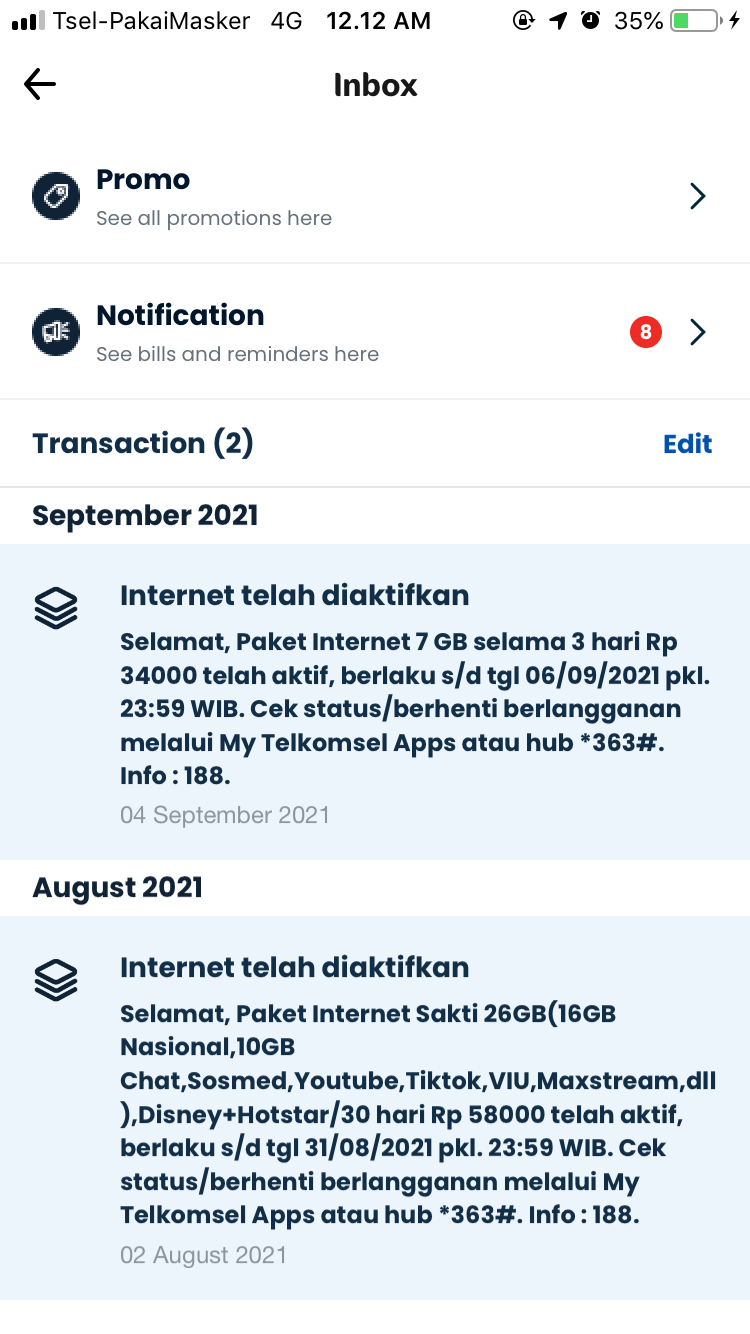 Tsel-PakaiMasker 4G 12.12 AM 35%
Inbox
Promo
See all promotions here
Notification
See bills and reminders here
8
Transaction (2)
Edit
September 2021
Internet telah diaktifkan
Selamat, Paket Internet 7 GB selama 3 hari Rp
34000 telah aktif, berlaku s/d tgl 06/09/2021 pkl.
23:59 WIB. Cek status/berhenti berlangganan
melalui My Telkomsel Apps atau hub *363#.
Info : 188.
04 September 2021
August 2021
Internet telah diaktifkan
Selamat, Paket Internet Sakti 26GB(16GB
Nasional,10GB
Chat,Sosmed,Youtube,Tiktok,VIU,Maxstream,dll
),Disney+Hotstar/30 hari Rp 58000 telah aktif,
berlaku s/d tgl 31/08/2021 pkl. 23:59 WIB. Cek
status/berhenti berlangganan melalui My
Telkomsel Apps atau hub *363#. Info : 188.
02 August 2021